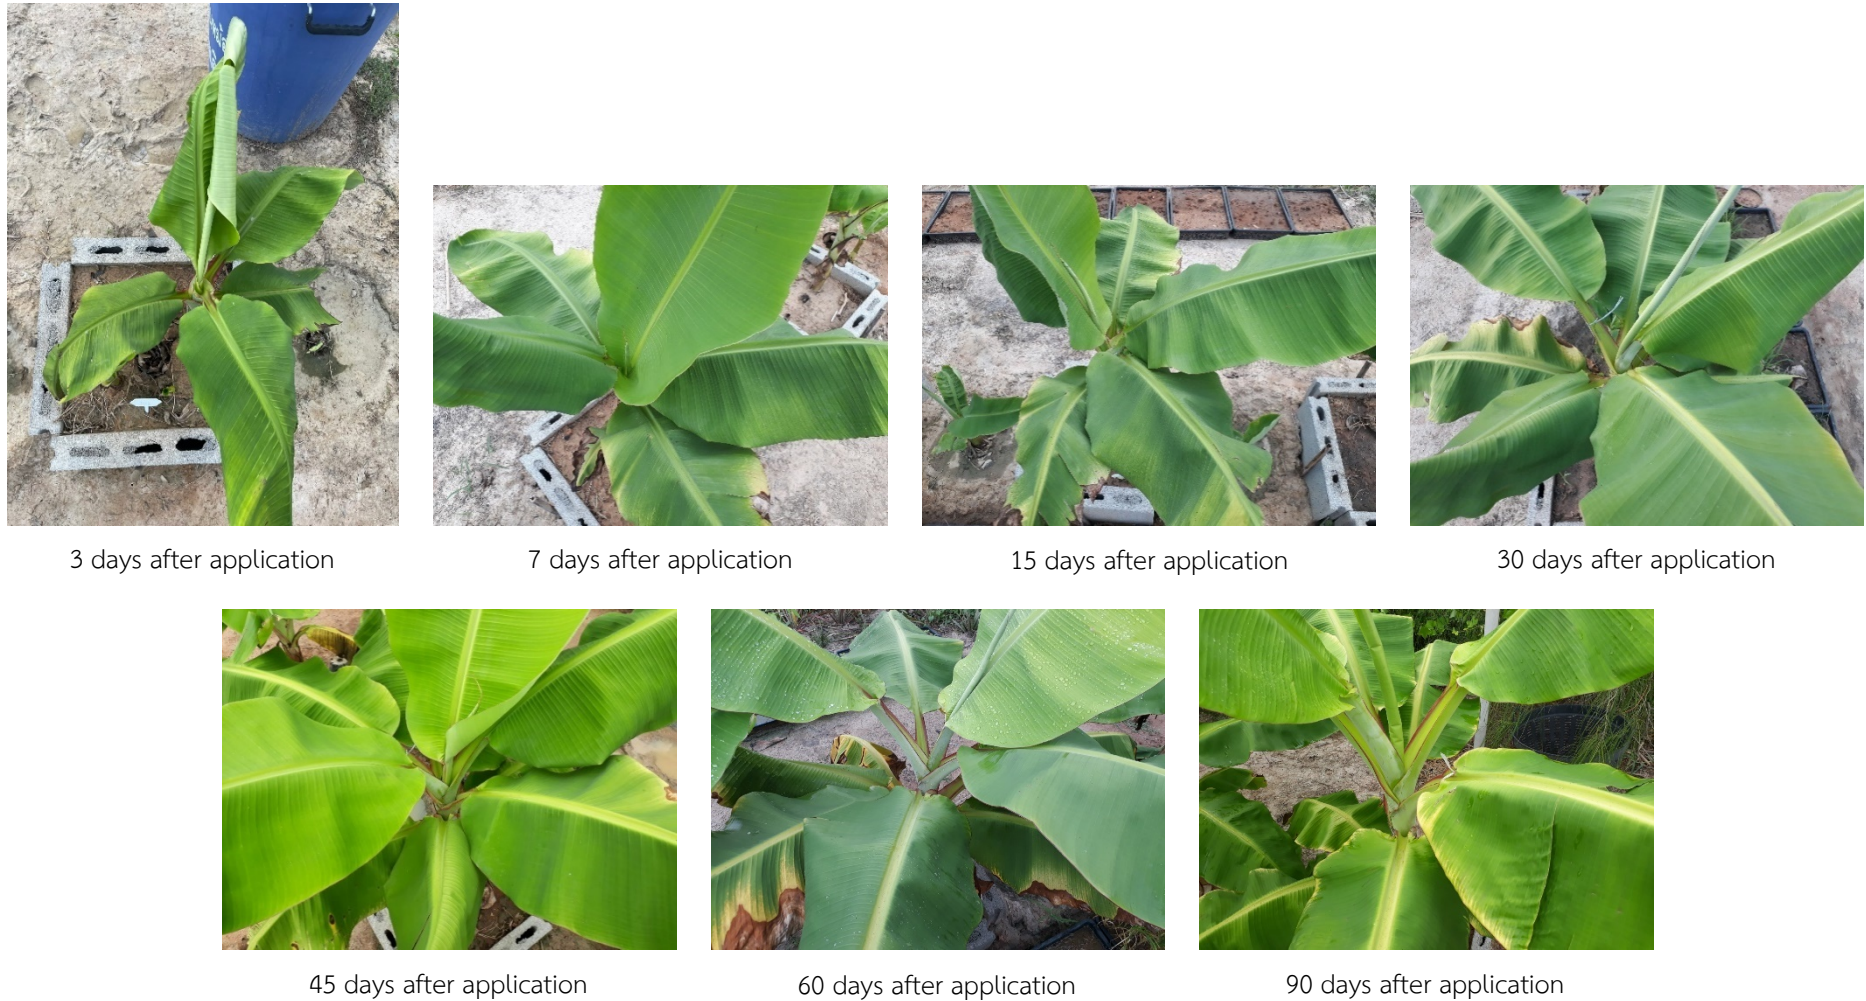 3 days after application
7 days after application
15 days after application
30 days after application
45 days after application
60 days after application
90 days after application